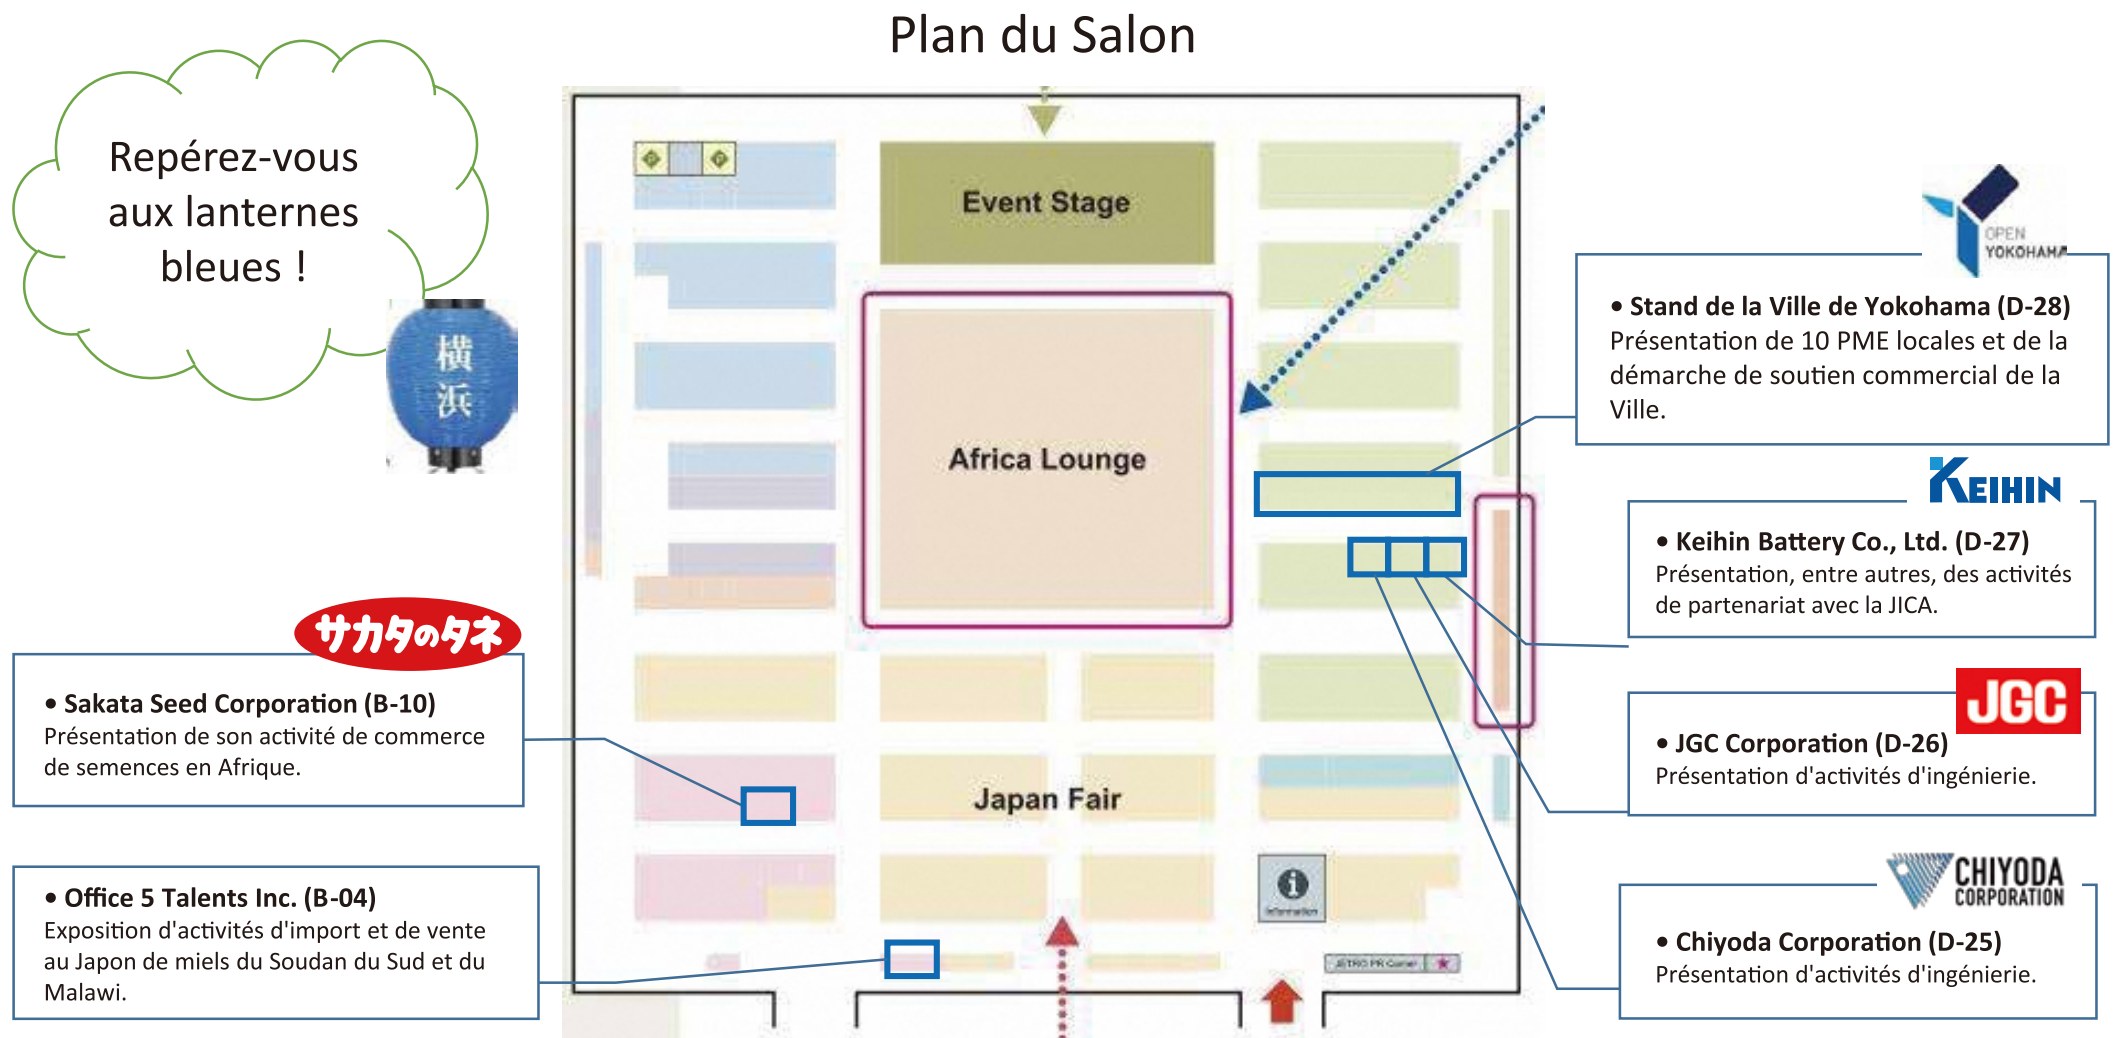 Plan du Salon
Repérez-vous
aux lanternes
bleues !
横
浜
P
P
Event Stage
Africa Lounge
Japan Fair
i
Information
JETRO PR Corner
OPEN
YOKOHAMA
• Stand de la Ville de Yokohama (D-28)
Présentation de 10 PME locales et de la
démarche de soutien commercial de la
Ville.
KEIHIN
• Keihin Battery Co., Ltd. (D-27)
Présentation, entre autres, des activités
de partenariat avec la JICA.
JGC
• JGC Corporation (D-26)
Présentation d'activités d'ingénierie.
CHIYODA
CORPORATION
• Chiyoda Corporation (D-25)
Présentation d'activités d'ingénierie.
サカタのタネ
• Sakata Seed Corporation (B-10)
Présentation de son activité de commerce
de semences en Afrique.
• Office 5 Talents Inc. (B-04)
Exposition d'activités d'import et de vente
au Japon de miels du Soudan du Sud et du
Malawi.